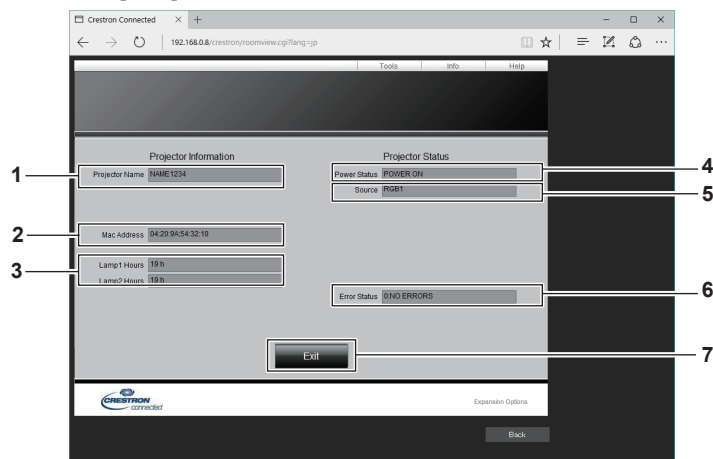 Crestron Connected
192.168.0.8/crestron/roomview.cgi?lang=jp
Tools Info Help
Projector Information
Projector Status
1
Projector Name NAME1234
Power Status POWER ON
4
Source RGB1
5
2
Mac Address 04:20:9A:54:32:10
3
Lamp1 Hours 19 h
Lamp2 Hours 19 h
Error Status 0:NO ERRORS
6
Exit
7
CRESTRON
connected
Expansion Options
Back